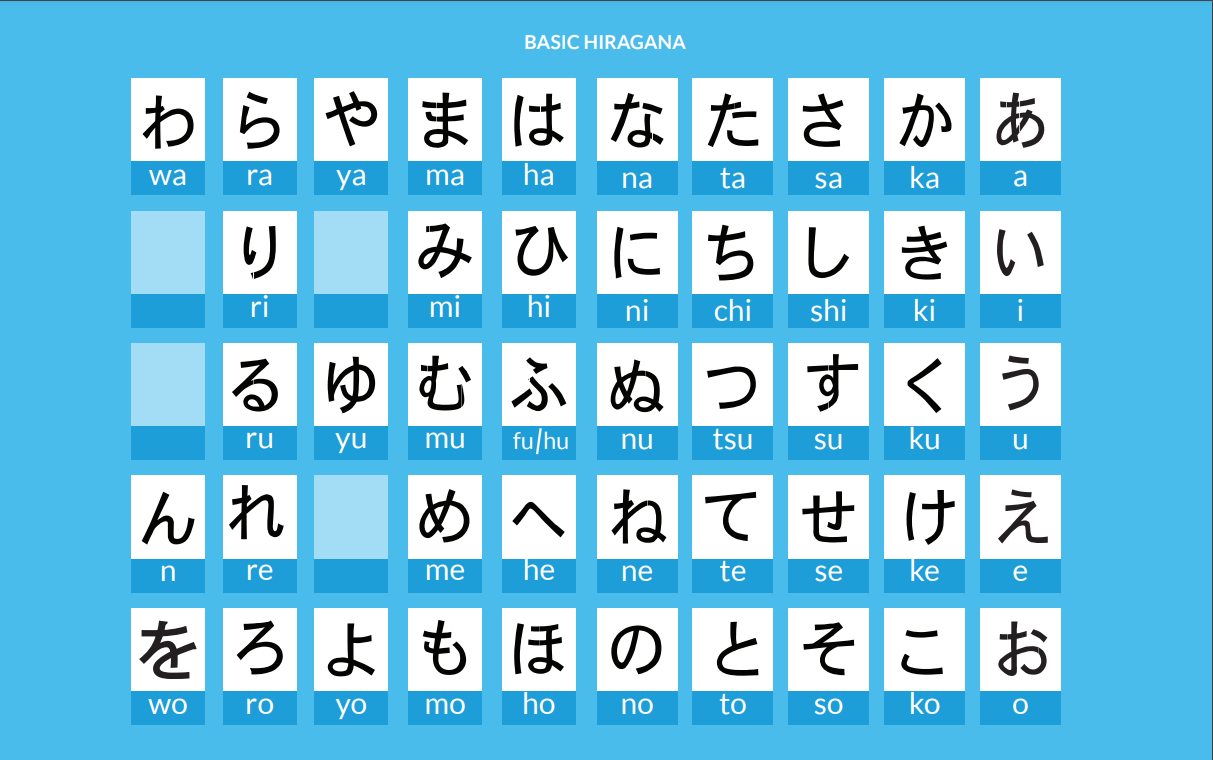 BASIC HIRAGANA
わ ら や ま は な た さ か あ
wa ra ya ma ha na ta sa ka a
り み ひ に ち し き い
ri mi hi ni chi shi ki i
る ゆ む ふ ぬ つ す く う
ru yu mu fu/hu nu tsu su ku u
ん れ め へ ね て せ け え
n re me he ne te se ke e
を ろ よ も ほ の と そ こ お
wo ro yo mo ho no to so ko o